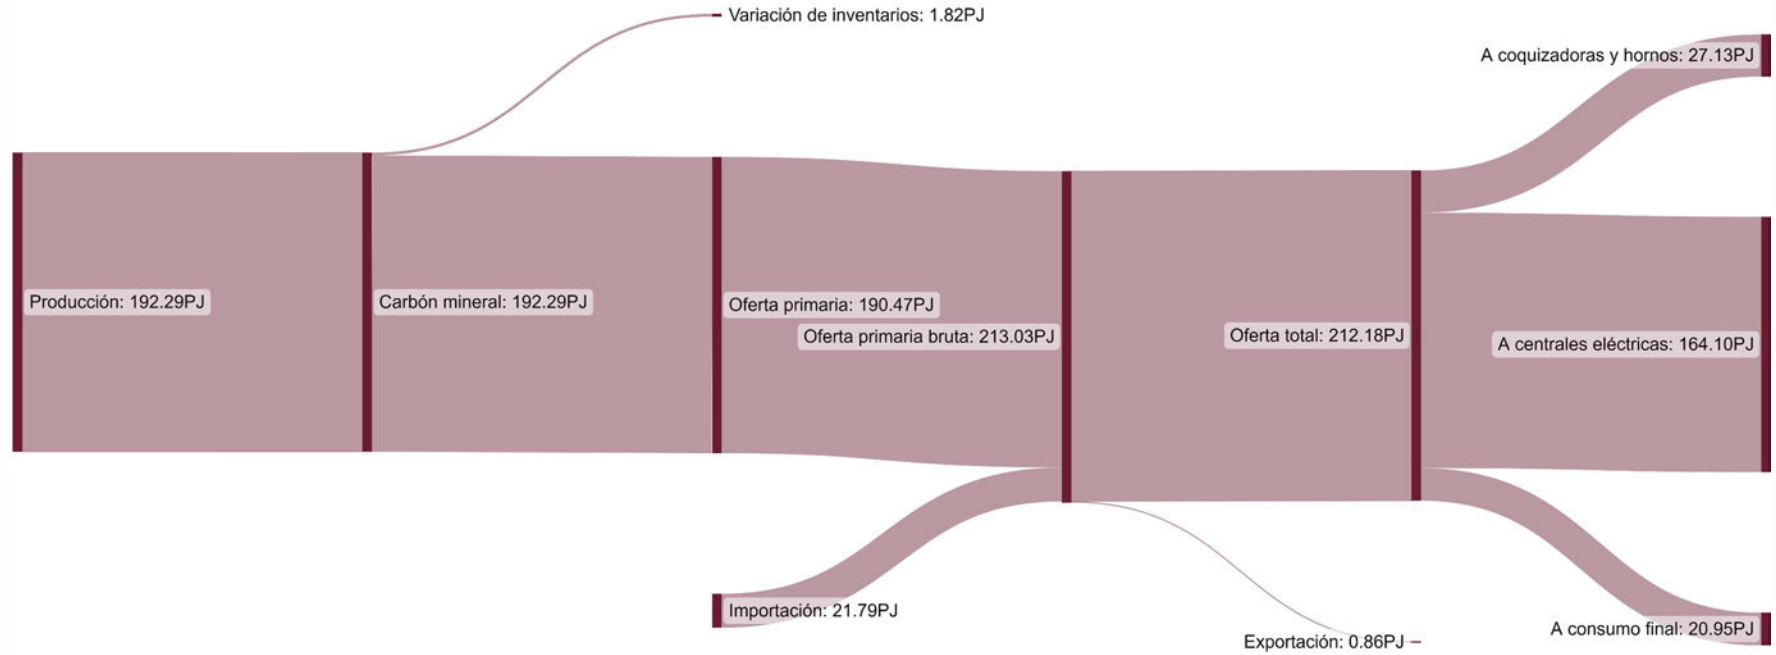 Variación de inventarios: 1.82PJ
A coquizadoras y hornos: 27.13PJ
Producción: 192.29PJ
Carbón mineral: 192.29PJ
Oferta primaria: 190.47PJ
Oferta primaria bruta: 213.03PJ
Oferta total: 212.18PJ
A centrales eléctricas: 164.10PJ
Importación: 21.79PJ
Exportación: 0.86PJ
A consumo final: 20.95PJ